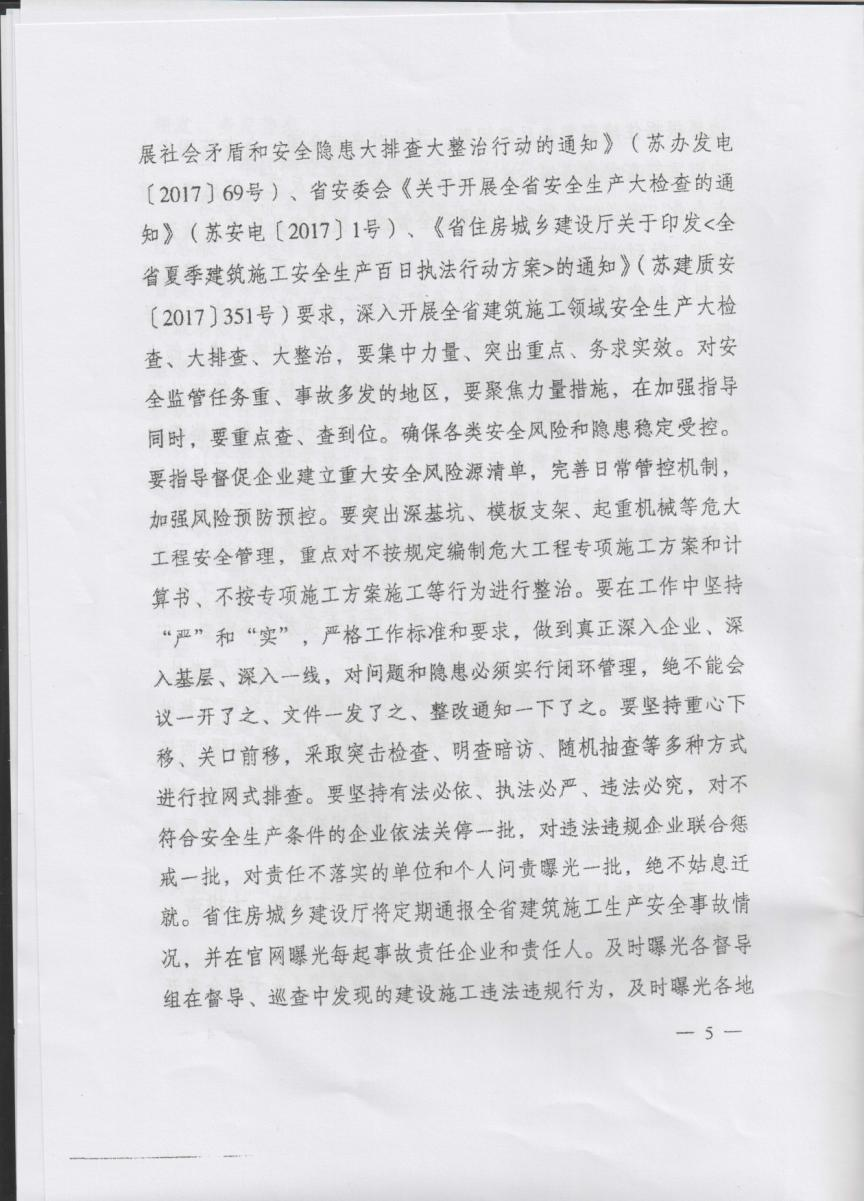 展社会矛盾和安全隐患大排查大整治行动的通知》（苏办发电
〔2017〕69号）、省安委会《关于开展全省安全生产大检查的通
知》（苏安电〔2017〕1号）、《省住房城乡建设厅关于印发<全
省夏季建筑施工安全生产百日执法行动方案>的通知》（苏建质安
〔2017〕351号）要求，深入开展全省建筑施工领域安全生产大检
查、大排查、大整治，要集中力量、突出重点、务求实效。对安
全监管任务重、事故多发的地区，要聚焦力量措施，在加强指导
同时，要重点查、查到位。确保各类安全风险和隐患稳定受控。
要指导督促企业建立重大安全风险源清单，完善日常管控机制，
加强风险预防预控。要突出深基坑、模板支架、起重机械等危大
工程安全管理，重点对不按规定编制危大工程专项施工方案和计
算书、不按专项施工方案施工等行为进行整治。要在工作中坚持
“严”和“实”，严格工作标准和要求，做到真正深入企业、深
入基层、深入一线，对问题和隐患必须实行闭环管理，绝不能会
议一开了之、文件一发了之、整改通知一下了之。要坚持重心下
移、关口前移，采取突击检查、明查暗访、随机抽查等多种方式
进行拉网式排查。要坚持有法必依、执法必严、违法必究，对不
符合安全生产条件的企业依法关停一批，对违法违规企业联合惩
戒一批，对责任不落实的单位和个人问责曝光一批，绝不姑息迁
就。省住房城乡建设厅将定期通报全省建筑施工生产安全事故情
况，并在官网曝光每起事故责任企业和责任人。及时曝光各督导
组在督导、巡查中发现的建设施工违法违规行为，及时曝光各地
— 5 —